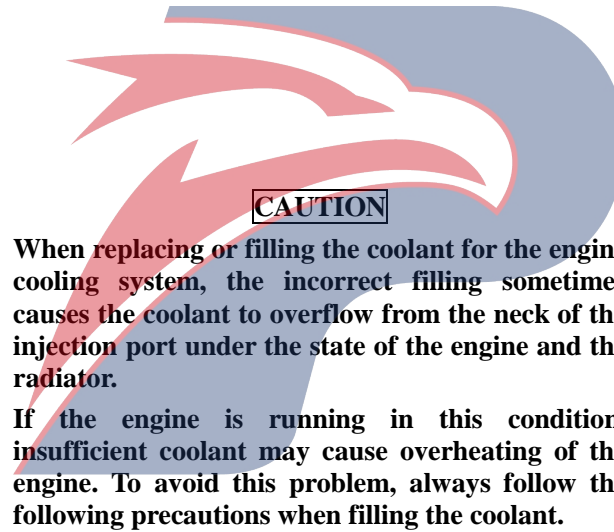 CAUTION
When replacing or filling the coolant for the engin
cooling system, the incorrect filling sometime
causes the coolant to overflow from the neck of th
injection port under the state of the engine and th
radiator.
If the engine is running in this condition
insufficient coolant may cause overheating of th
engine. To avoid this problem, always follow th
following precautions when filling the coolant.